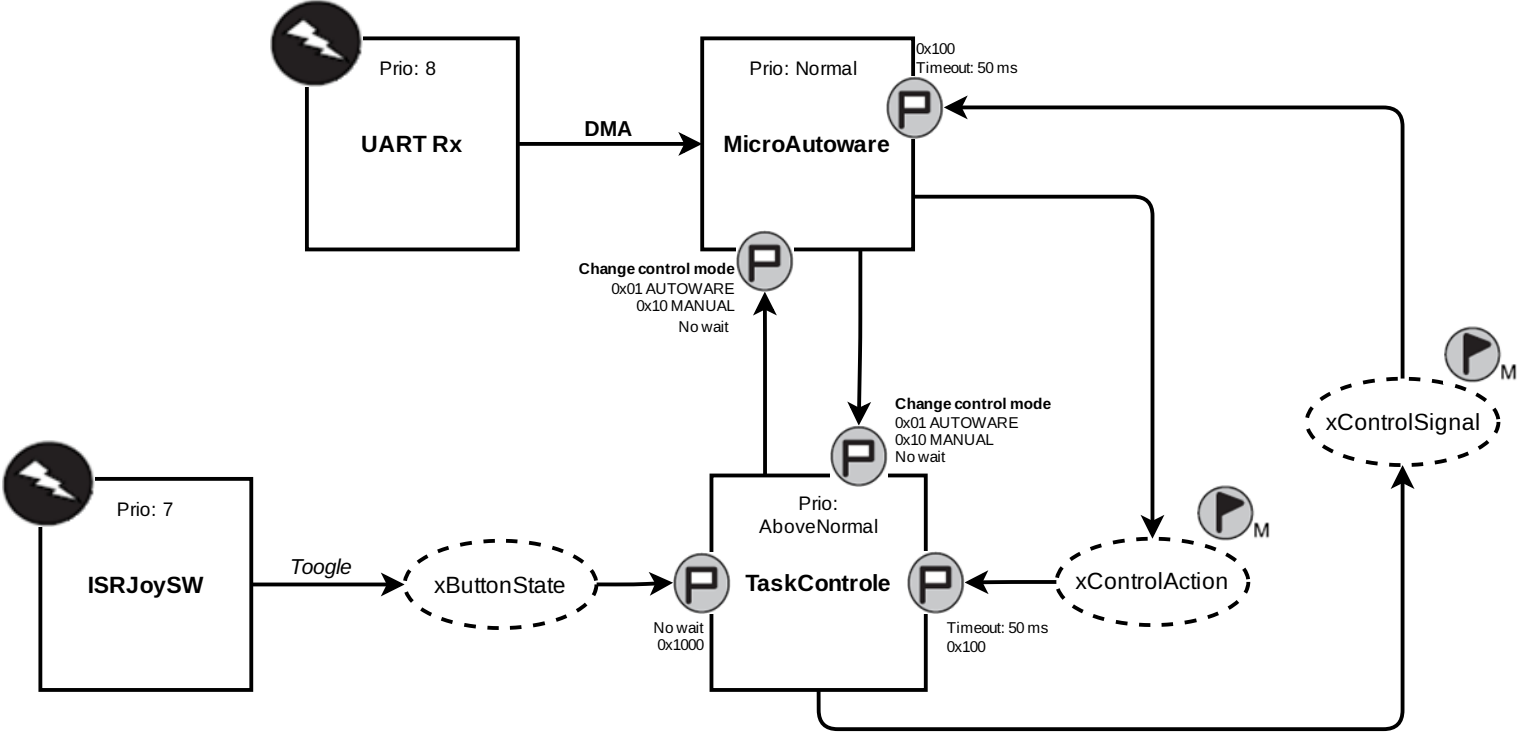 Prio: 8
UART Rx
DMA
Prio: Normal
MicroAutoware
0x100
Timeout: 50 ms
Change control mode
0x01 AUTOWARE
0x10 MANUAL
No wait
Change control mode
0x01 AUTOWARE
0x10 MANUAL
No wait
xControlSignal
M
Prio: 7
ISRJoySW
Toogle
xButtonState
No wait
0x1000
Prio:
AboveNormal
TaskControle
Timeout: 50 ms
0x100
xControlAction
M